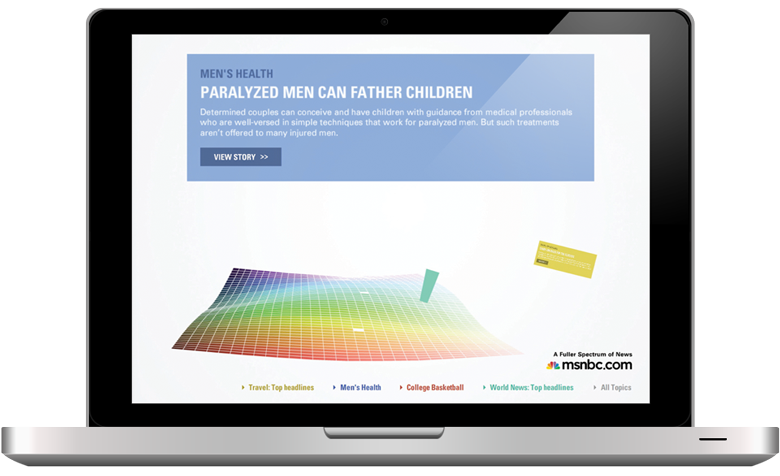 MEN'S HEALTH
PARALYZED MEN CAN FATHER CHILDREN
Determined couples can conceive and have children with guidance from medical professionals
who are well-versed in simple techniques that work for paralyzed men. But such treatments
aren't offered to many injured men.
VIEW STORY >>
A Fuller Spectrum of News
msnbc.com
Travel: Top headlines
Men's Health
College Basketball
World News: Top headlines
All Topics